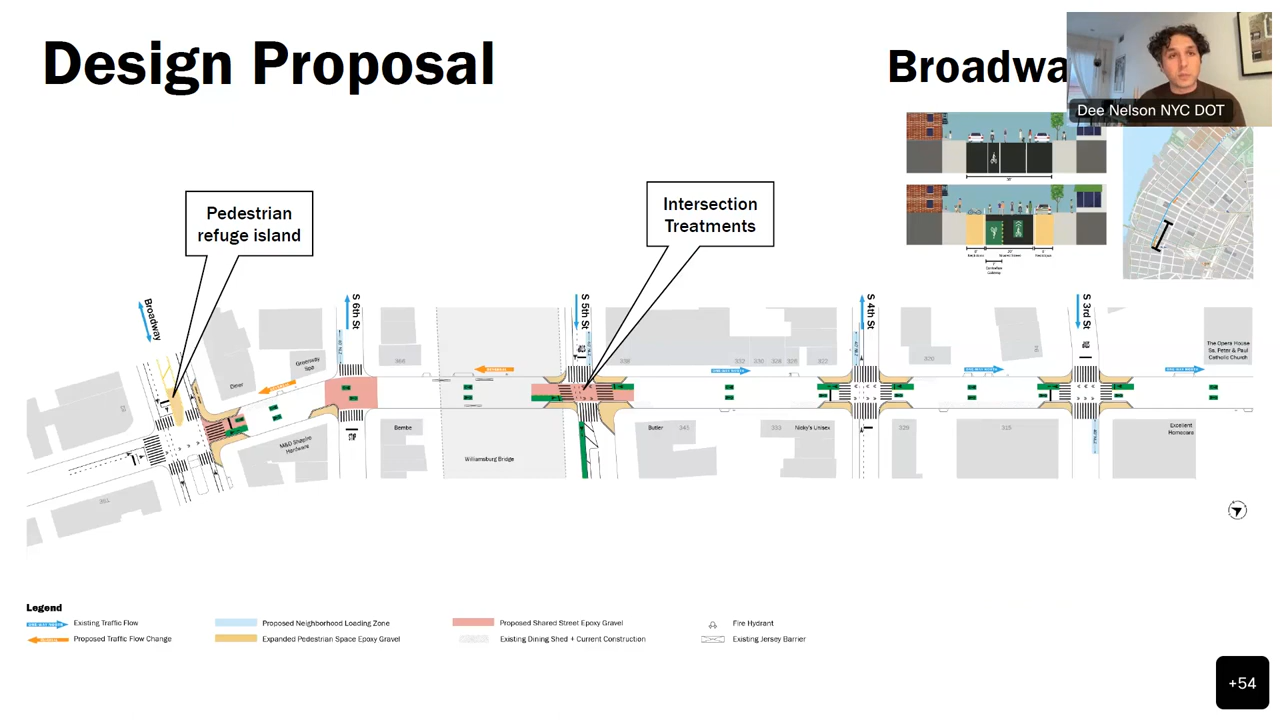 Design Proposal
Broadwa
Dee Nelson NYC DOT
Pedestrian
refuge island
Intersection
Treatments
Broadway
S 6th St
S 5th St
S 4th St
S 3rd St
Greenway
Spa
Diner
M&D Shapiro
Hardware
Bembe
Williamsburg Bridge
Butler
Nicky's Unisex
The Opera House
Ss. Peter & Paul
Catholic Church
Excellent
Homecare
Legend
Existing Traffic Flow
Proposed Traffic Flow Change
Proposed Neighborhood Loading Zone
Expanded Pedestrian Space Epoxy Gravel
Proposed Shared Street Epoxy Gravel
Existing Dining Shed + Current Construction
Fire Hydrant
Existing Jersey Barrier
+54